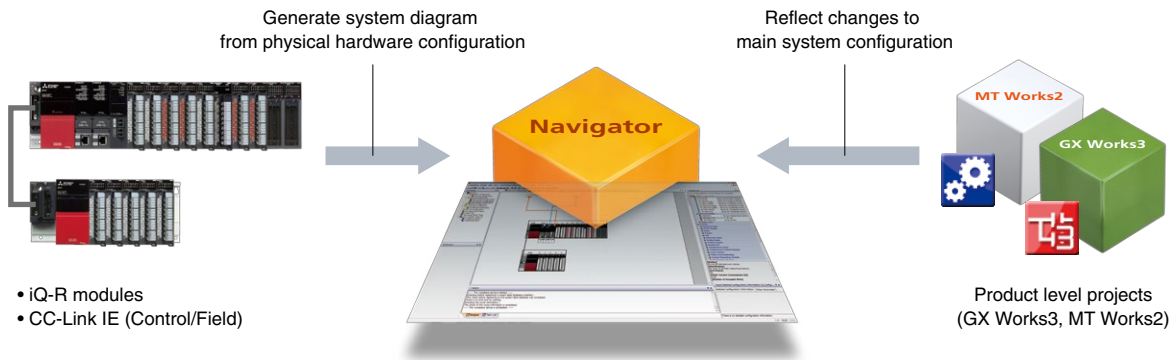 Generate system diagram
from physical hardware configuration
Reflect changes to
main system configuration
Navigator
MT Works2
GX Works3
• iQ-R modules
• CC-Link IE (Control/Field)
Product level projects
(GX Works3, MT Works2)